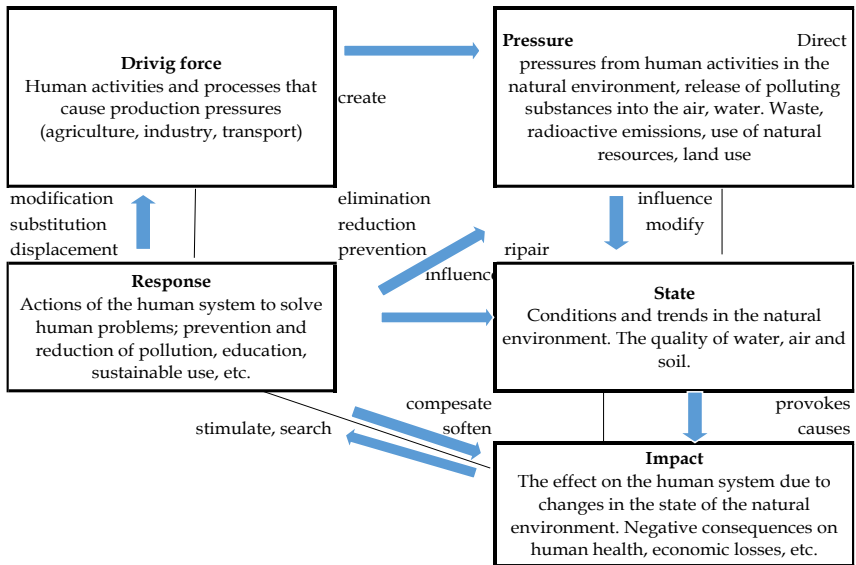 Drivig force
Human activities and processes that
cause production pressures
(agriculture, industry, transport)
create
Pressure Direct
pressures from human activities in the
natural environment, release of polluting
substances into the air, water. Waste,
radioactive emissions, use of natural
resources, land use
modification
substitution
displacement
elimination
reduction
prevention
influence
modify
ripair
influenc
Response
Actions of the human system to solve
human problems; prevention and
reduction of pollution, education,
sustainable use, etc.
State
Conditions and trends in the natural
environment. The quality of water, air and
soil.
stimulate, search
compesate
soften
provokes
causes
Impact
The effect on the human system due to
changes in the state of the natural
environment. Negative consequences on
human health, economic losses, etc.